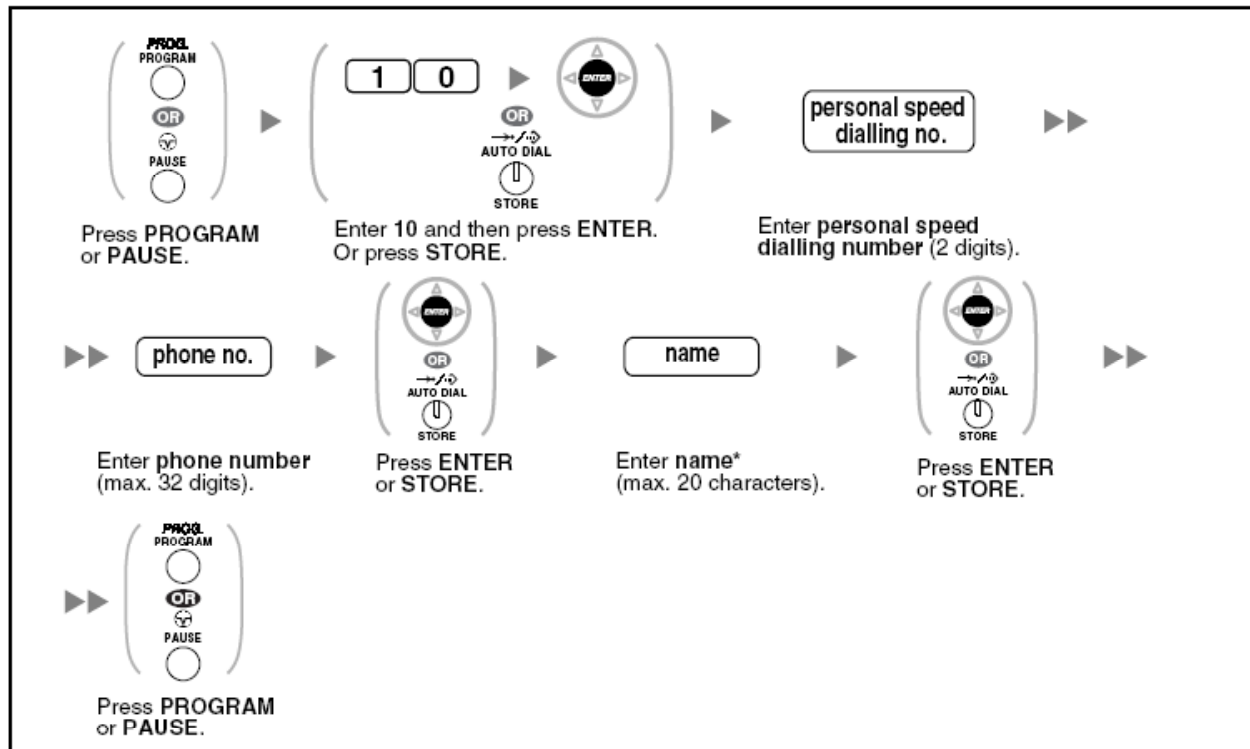 PROG.
PROGRAM
OR
PAUSE
Press PROGRAM
or PAUSE.
1 0
ENTER
OR
AUTO DIAL
STORE
Enter 10 and then press ENTER.
Or press STORE.
personal speed
dialling no.
Enter personal speed
dialling number (2 digits).
phone no.
Enter phone number
(max. 32 digits).
ENTER
OR
AUTO DIAL
STORE
Press ENTER
or STORE.
name
Enter name*
(max. 20 characters).
ENTER
OR
AUTO DIAL
STORE
Press ENTER
or STORE.
PROG.
PROGRAM
OR
PAUSE
Press PROGRAM
or PAUSE.